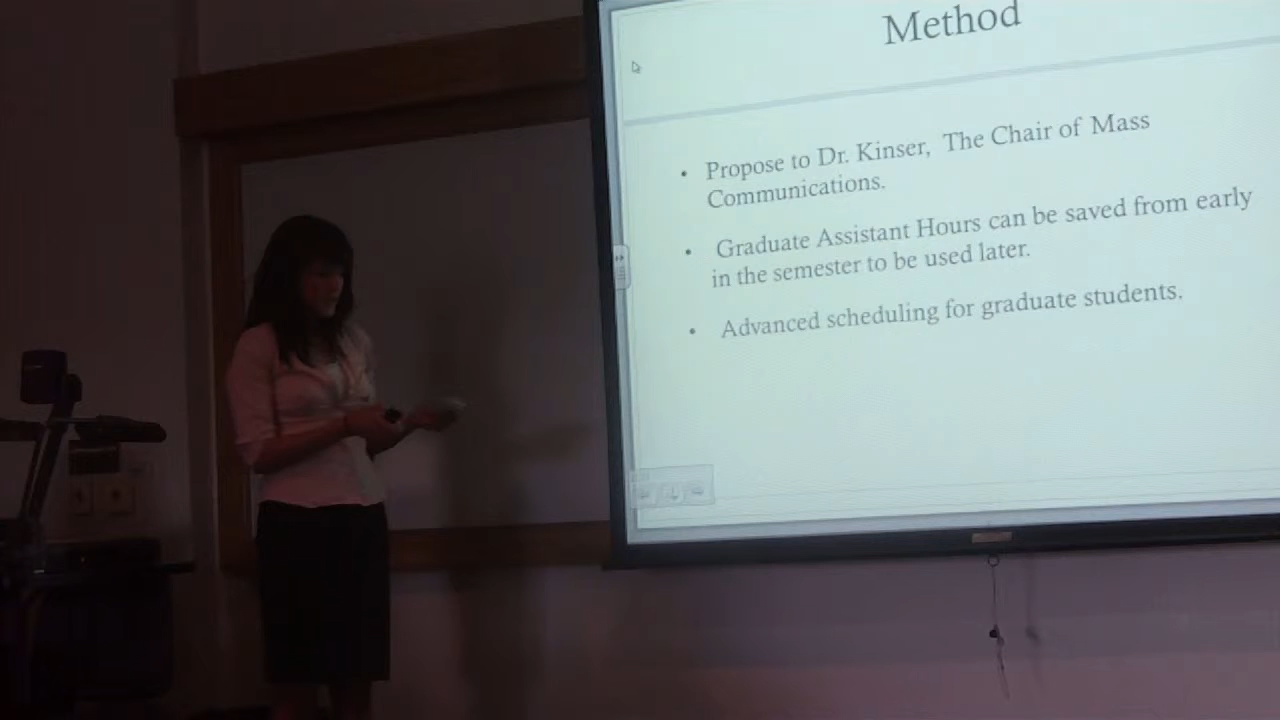 Method
• Propose to Dr. Kinser, The Chair of Mass
Communications.
• Graduate Assistant Hours can be saved from early
in the semester to be used later.
• Advanced scheduling for graduate students.